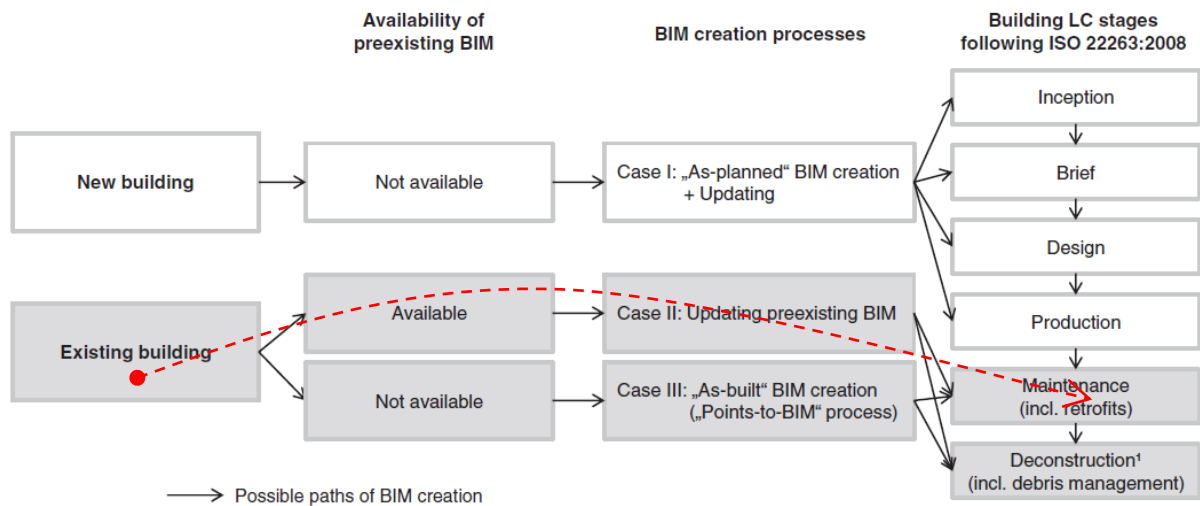 Availability of
preexisting BIM
BIM creation processes
Building LC stages
following ISO 22263:2008
Inception
New building
Not available
Case I: „As-planned“ BIM creation
+ Updating
Brief
Design
Existing building
Available
Case II: Updating preexisting BIM
Production
Not available
Case III: „As-built“ BIM creation
(„Points-to-BIM“ process)
Maintenance
(incl. retrofits)
Deconstruction¹
(incl. debris management)
Possible paths of BIM creation